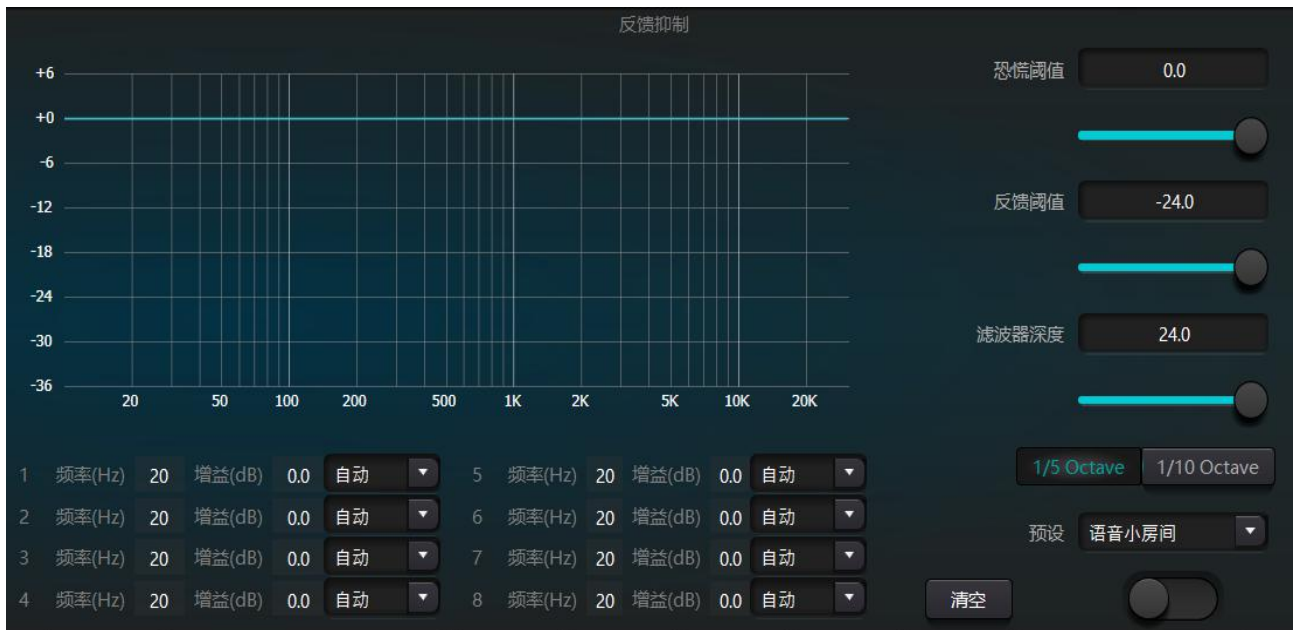 反馈抑制
+6
+0
-6
-12
-18
-24
-30
-36
20 50 100 200 500 1K 2K 5K 10K 20K
恐慌阈值 0.0
反馈阈值 -24.0
滤波器深度 24.0
1/5 Octave 1/10 Octave
预设 语音小房间
清空
1 频率(Hz) 20 增益(dB) 0.0 自动 5 频率(Hz) 20 增益(dB) 0.0 自动
2 频率(Hz) 20 增益(dB) 0.0 自动 6 频率(Hz) 20 增益(dB) 0.0 自动
3 频率(Hz) 20 增益(dB) 0.0 自动 7 频率(Hz) 20 增益(dB) 0.0 自动
4 频率(Hz) 20 增益(dB) 0.0 自动 8 频率(Hz) 20 增益(dB) 0.0 自动